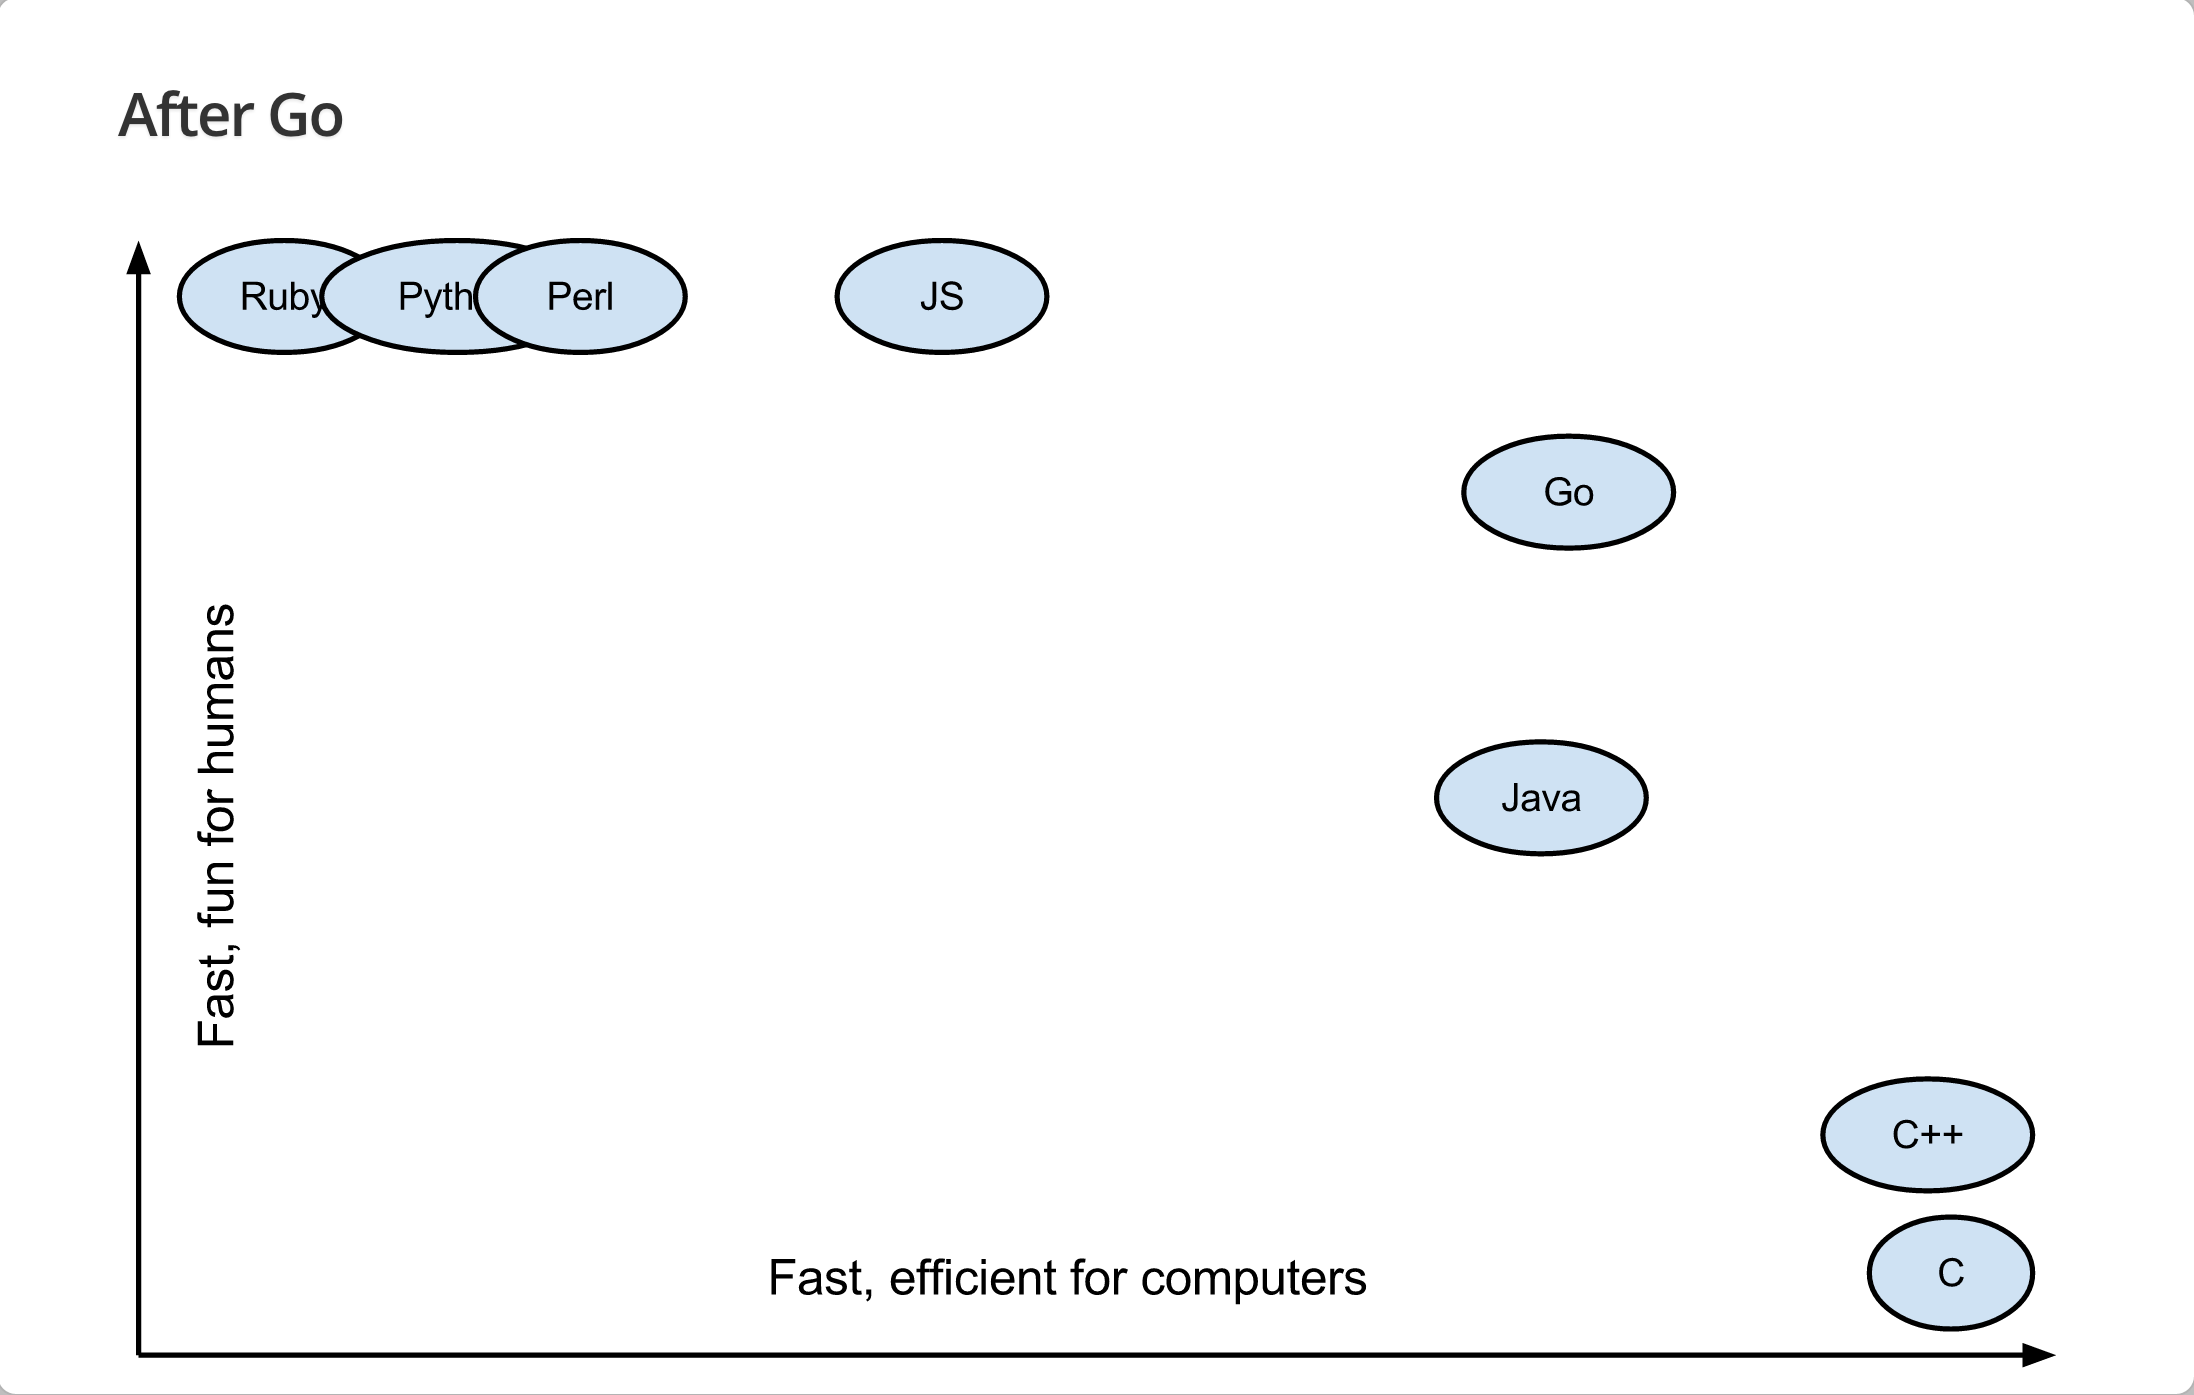 After Go
Ruby
Pyth
Perl
JS
Go
Fast, fun for humans
Java
C++
Fast, efficient for computers
C